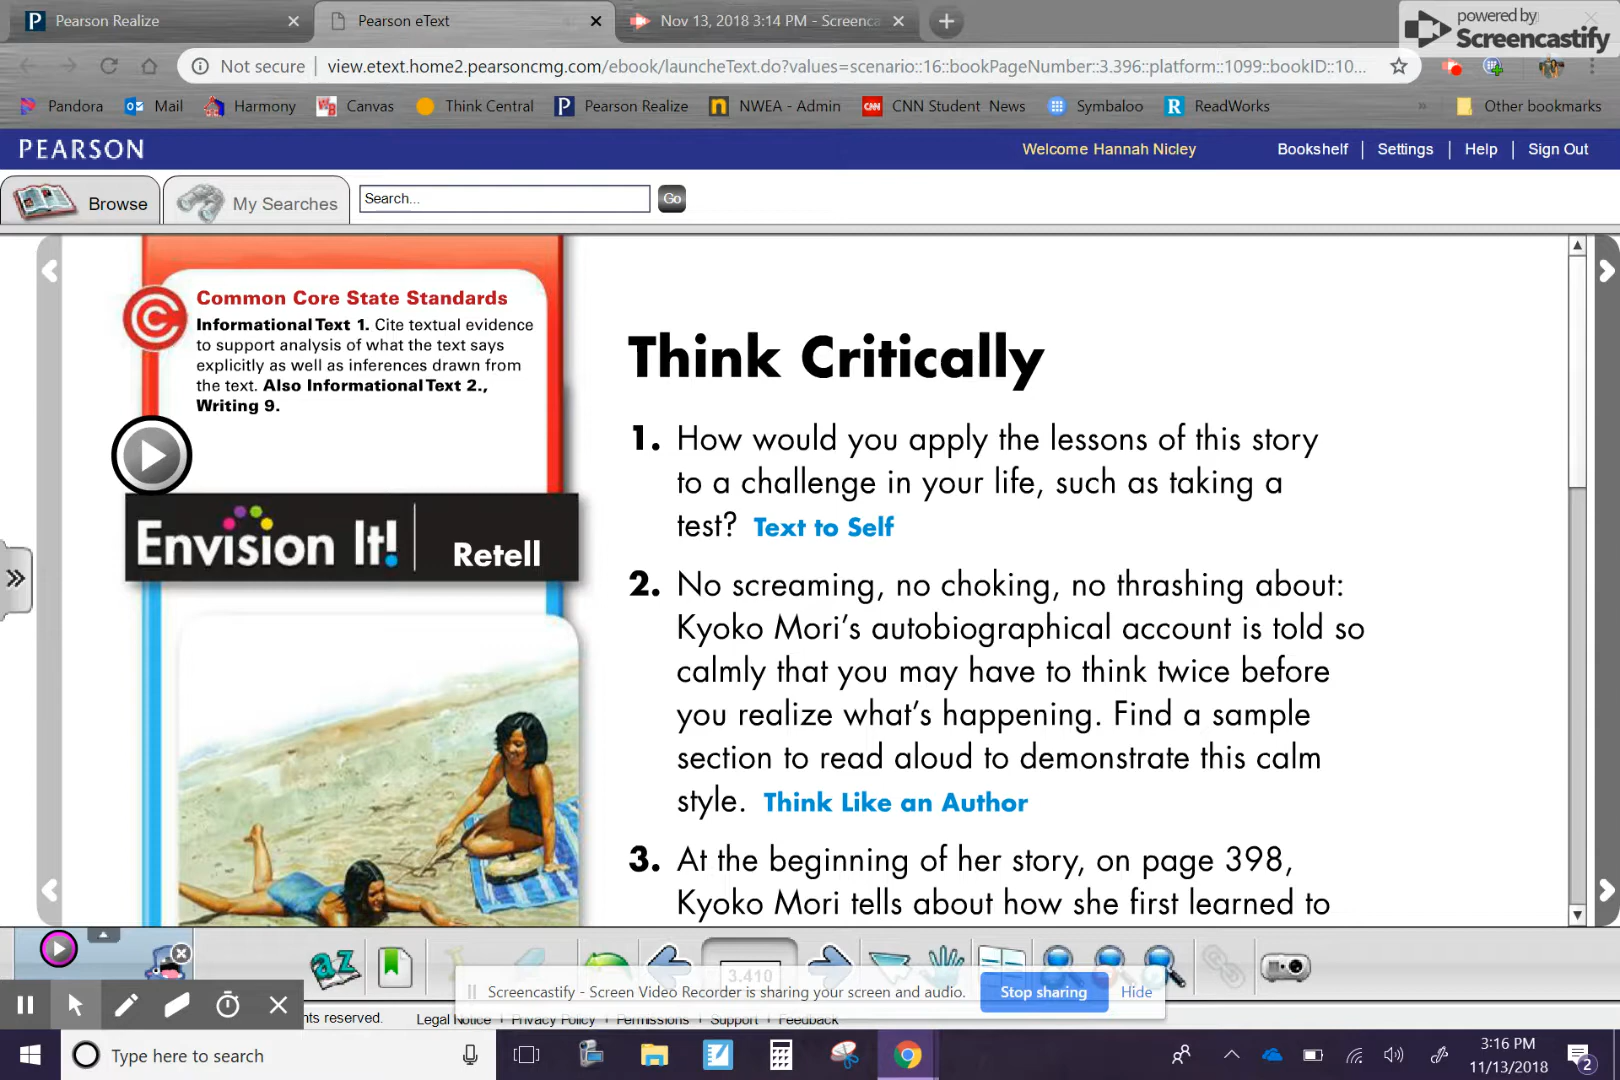 Pearson Realize
Pearson eText
Nov 13, 2018 3:14 PM - Screenca
powered by
Screencastify
Not secure | view.etext.home2.pearsoncmg.com/ebook/launcheText.do?values=scenario::16::bookPageNumber::3.396::platform::1099::bookID::10...
Pandora Mail Harmony Canvas Think Central Pearson Realize NWEA - Admin CNN Student News Symbaloo ReadWorks » Other bookmarks
PEARSON
Welcome Hannah Nicley Bookshelf | Settings | Help | Sign Out
Browse My Searches Search... Go
Common Core State Standards
Informational Text 1. Cite textual evidence
to support analysis of what the text says
explicitly as well as inferences drawn from
the text. Also Informational Text 2.,
Writing 9.
Envision It! Retell
Think Critically
1. How would you apply the lessons of this story
to a challenge in your life, such as taking a
test? Text to Self
2. No screaming, no choking, no thrashing about:
Kyoko Mori's autobiographical account is told so
calmly that you may have to think twice before
you realize what's happening. Find a sample
section to read aloud to demonstrate this calm
style. Think Like an Author
3. At the beginning of her story, on page 398,
Kyoko Mori tells about how she first learned to
3.410
Screencastify - Screen Video Recorder is sharing your screen and audio. Stop sharing Hide
nts reserved. Legal Notice | Privacy Policy | Permissions | Support | Feedback
Type here to search
3:16 PM
11/13/2018
2